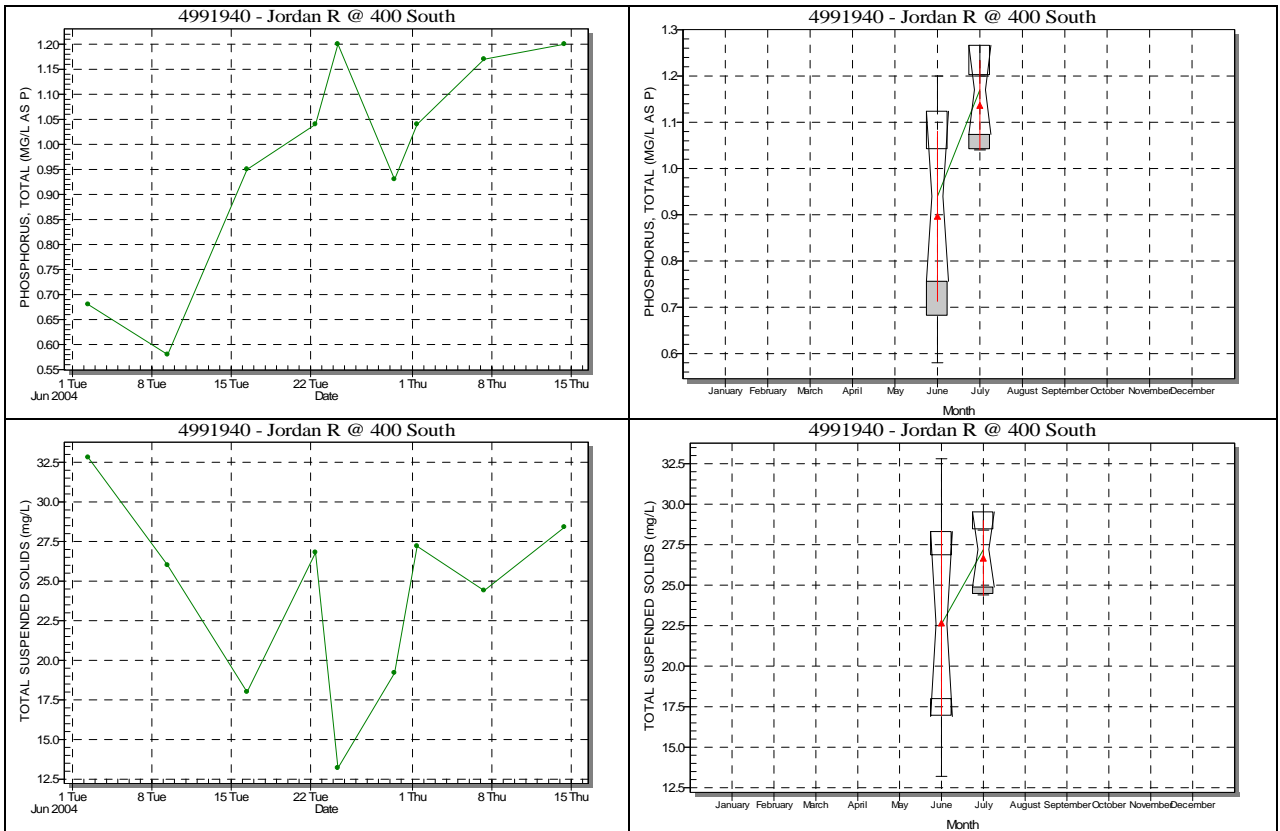 4991940 - Jordan R @ 400 South
PHOSPHORUS, TOTAL (MG/L AS P)
1.20
1.15
1.10
1.05
1.00
0.95
0.90
0.85
0.80
0.75
0.70
0.65
0.60
0.55
1 Tue 8 Tue 15 Tue 22 Tue 1 Thu 8 Thu 15 Thu
Jun 2004 Date
4991940 - Jordan R @ 400 South
PHOSPHORUS, TOTAL (MG/L AS P)
1.3
1.2
1.1
1.0
0.9
0.8
0.7
0.6
January February March April May June July August September October November December
Month
4991940 - Jordan R @ 400 South
TOTAL SUSPENDED SOLIDS (mg/L)
32.5
30.0
27.5
25.0
22.5
20.0
17.5
15.0
12.5
1 Tue 8 Tue 15 Tue 22 Tue 1 Thu 8 Thu 15 Thu
Jun 2004 Date
4991940 - Jordan R @ 400 South
TOTAL SUSPENDED SOLIDS (mg/L)
32.5
30.0
27.5
25.0
22.5
20.0
17.5
15.0
12.5
January February March April May June July August September October November December
Month